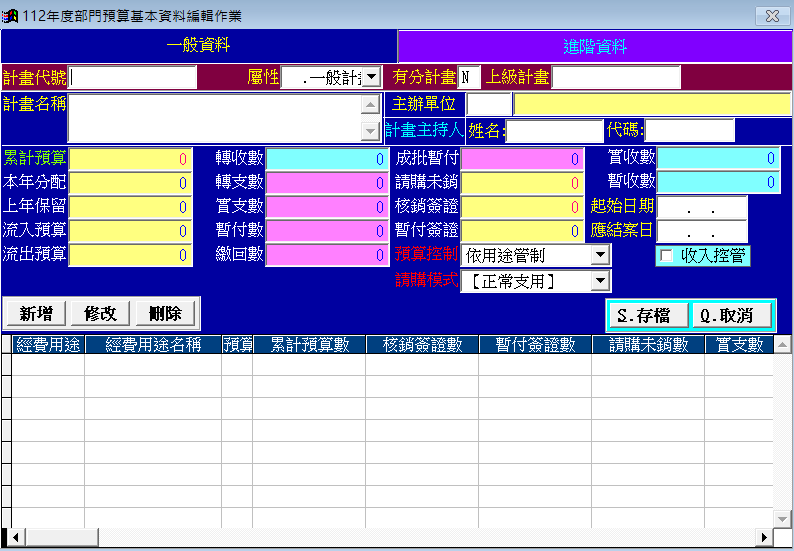 112年度部門預算基本資料編輯作業
一般資料 進階資料
計畫代號 屬性 .一般計畫 有分計畫 N 上級計畫
計畫名稱 主辦單位
計畫主持人 姓名: 代碼:
累計預算 0 轉收數 0 成批暫付 0 實收數 0
本年分配 0 轉支數 0 請購未銷 0 暫收數 0
上年保留 0 實支數 0 核銷簽證 0 起始日期 . .
流入預算 0 暫付數 0 暫付簽證 0 應結案日 . .
流出預算 0 繳回數 0 預算控制 依用途管制 收入控管
請購模式 【正常支用】
新增 修改 刪除 S.存檔 Q.取消
經費用途 經費用途名稱 預算 累計預算數 核銷簽證數 暫付簽證數 請購未銷數 實支數